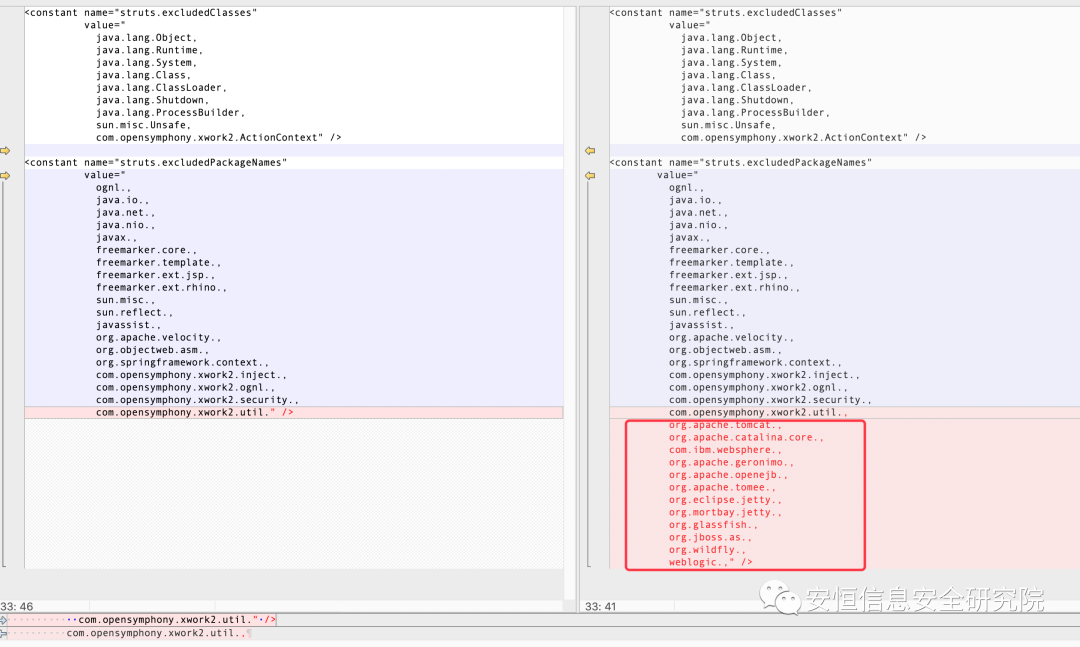 <constant name="struts.excludedClasses"
value="
java.lang.Object,
java.lang.Runtime,
java.lang.System,
java.lang.Class,
java.lang.ClassLoader,
java.lang.Shutdown,
java.lang.ProcessBuilder,
sun.misc.Unsafe,
com.opensymphony.xwork2.ActionContext" />
<constant name="struts.excludedPackageNames"
value="
ognl.,
java.io.,
java.net.,
java.nio.,
javax.,
freemarker.core.,
freemarker.template.,
freemarker.ext.jsp.,
freemarker.ext.rhino.,
sun.misc.,
sun.reflect.,
javassist.,
org.apache.velocity.,
org.objectweb.asm.,
org.springframework.context.,
com.opensymphony.xwork2.inject.,
com.opensymphony.xwork2.ognl.,
com.opensymphony.xwork2.security.,
com.opensymphony.xwork2.util." />
33: 46
<constant name="struts.excludedClasses"
value="
java.lang.Object,
java.lang.Runtime,
java.lang.System,
java.lang.Class,
java.lang.ClassLoader,
java.lang.Shutdown,
java.lang.ProcessBuilder,
sun.misc.Unsafe,
com.opensymphony.xwork2.ActionContext" />
<constant name="struts.excludedPackageNames"
value="
ognl.,
java.io.,
java.net.,
java.nio.,
javax.,
freemarker.core.,
freemarker.template.,
freemarker.ext.jsp.,
freemarker.ext.rhino.,
sun.misc.,
sun.reflect.,
javassist.,
org.apache.velocity.,
org.objectweb.asm.,
org.springframework.context.,
com.opensymphony.xwork2.inject.,
com.opensymphony.xwork2.ognl.,
com.opensymphony.xwork2.security.,
com.opensymphony.xwork2.util.,
org.apache.tomcat.,
org.apache.catalina.core.,
com.ibm.websphere.,
org.apache.geronimo.,
org.apache.openejb.,
org.apache.tomee.,
org.eclipse.jetty.,
org.mortbay.jetty.,
org.glassfish.,
org.jboss.as.,
org.wildfly.,
weblogic.," />
33: 41
安恒信息安全研究院
··com.opensymphony.xwork2.util."·/>
com.opensymphony.xwork2.util.,¶